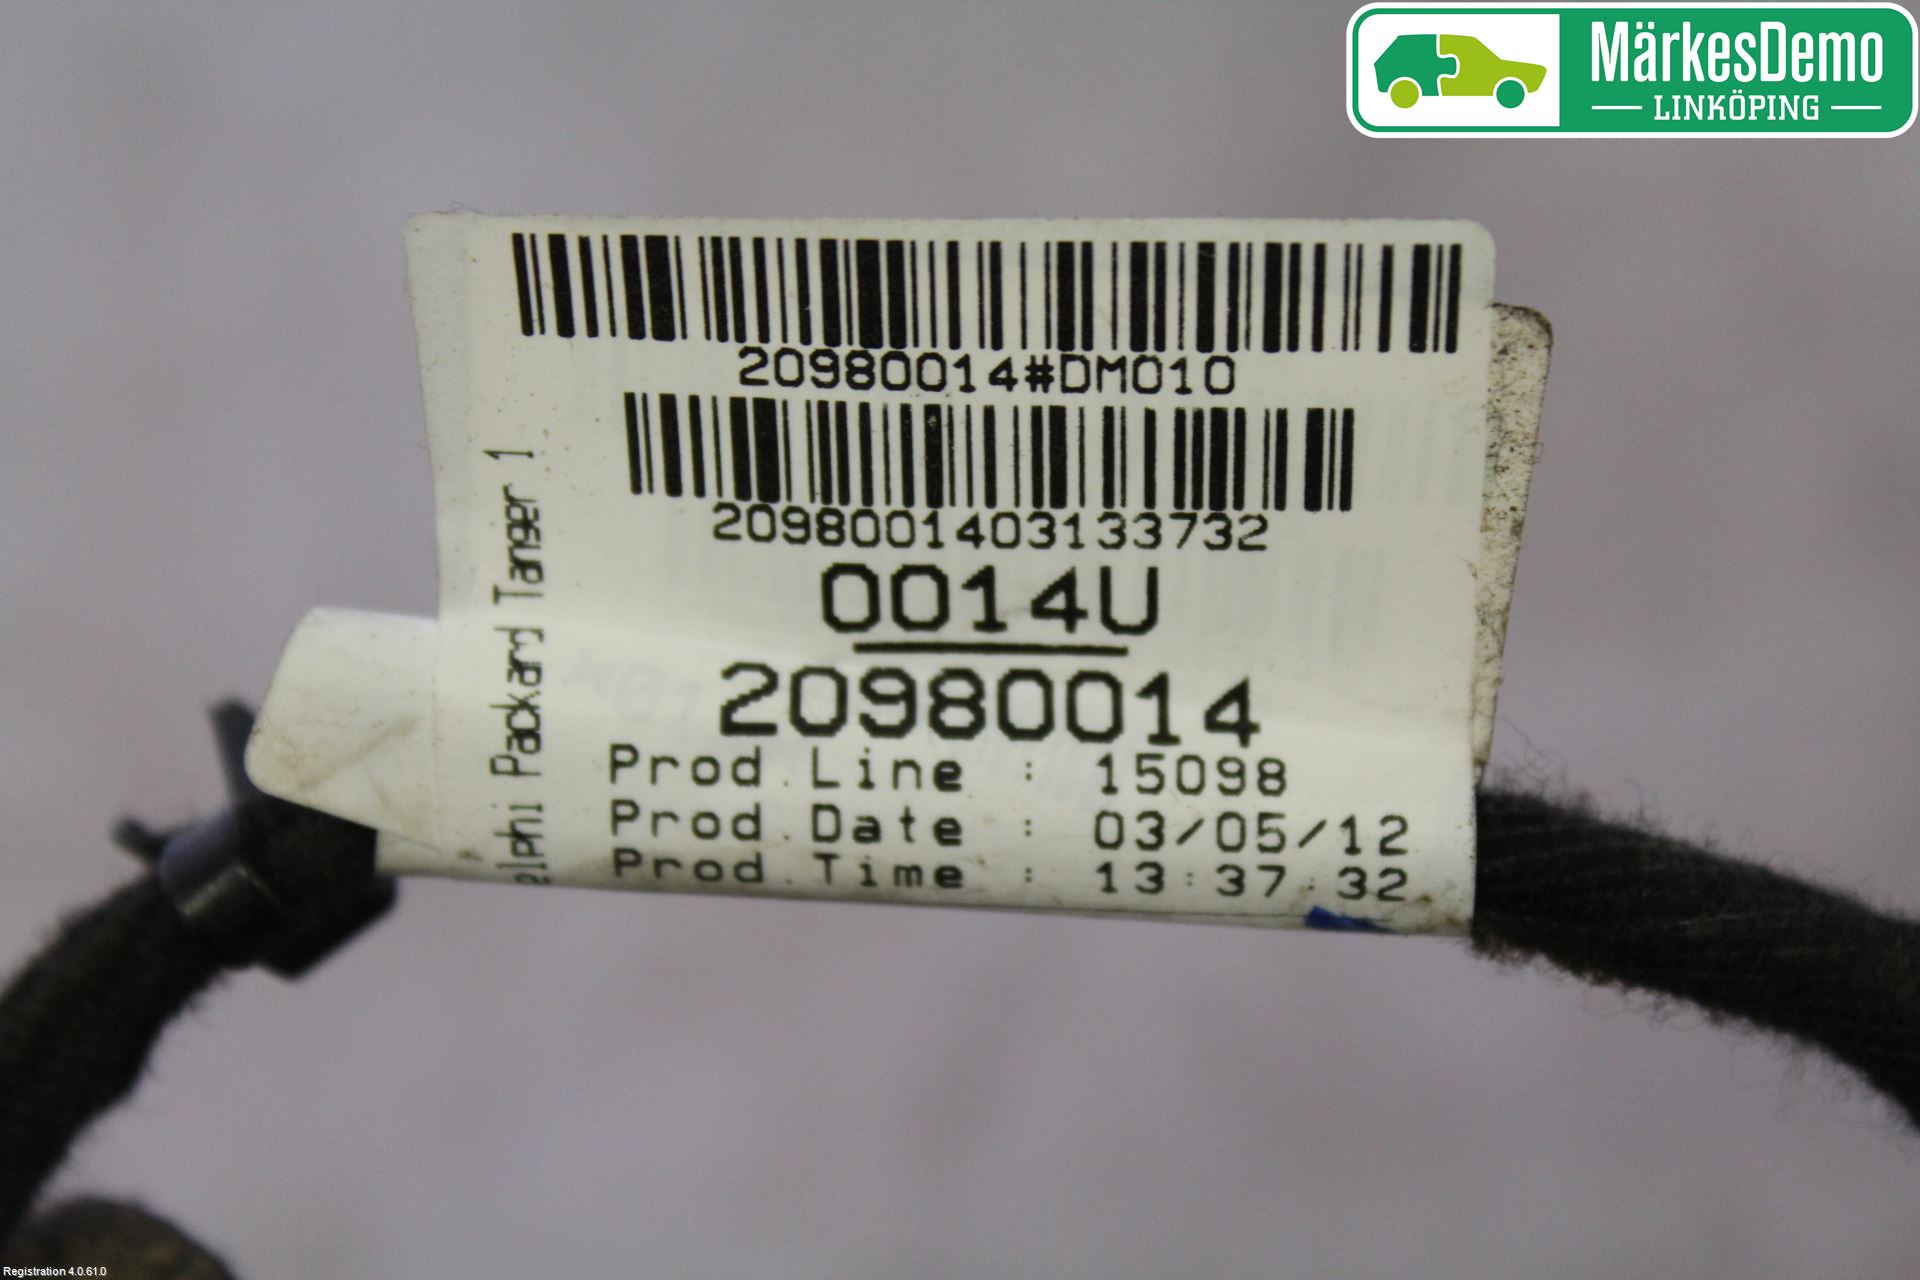 MärkesDemo
LINKÖPING
20980014#DM010
2098001403133732
0014U
20980014
Prod.Line : 15098
Prod.Date : 03/05/12
Prod.Time : 13:37:32
elphi Packard Tanger 1
Registration 4.0.61.0